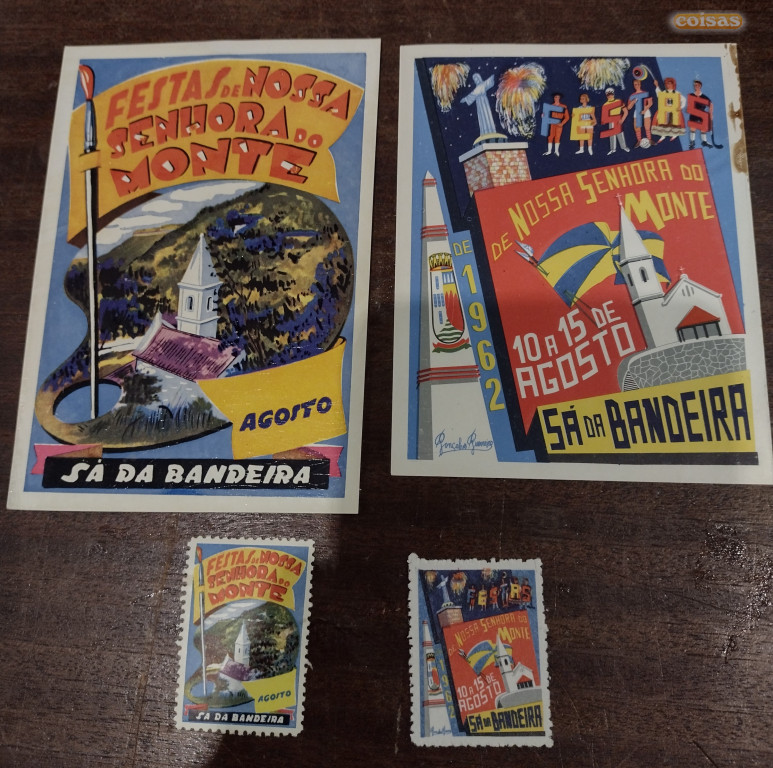 coisas
FESTAS DE NOSSA
SENHORA DO
MONTE
AGOSTO
SÁ DA BANDEIRA
FESTAS
DE NOSSA SENHORA DO
MONTE
DE 1962
10 A 15 DE
AGOSTO
SÁ DA BANDEIRA
FESTAS DE NOSSA
SENHORA DO
MONTE
AGOSTO
SÁ DA BANDEIRA
FESTAS
DE NOSSA SENHORA DO
MONTE
10 A 15 DE
AGOSTO
SÁ DA BANDEIRA